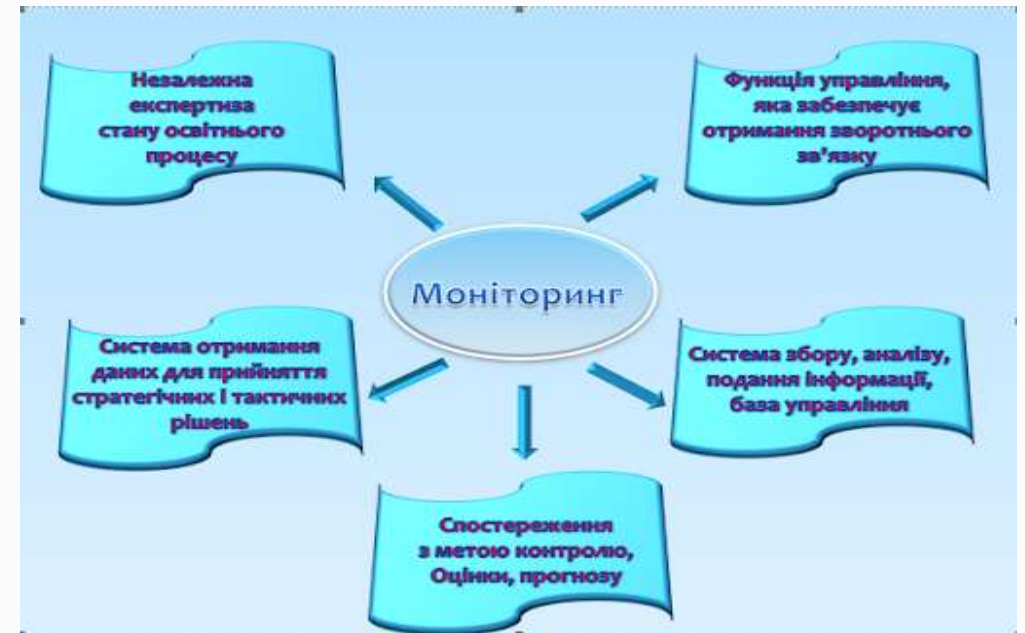 Незалежна
експертиза
стану освітнього
процесу
Функція управління,
яка забезпечує
отримання зворотнього
зв’язку
Моніторинг
Система отримання
даних для прийняття
стратегічних і тактичних
рішень
Система збору, аналізу,
подання інформації,
база управління
Спостереження
з метою контролю,
Оцінки, прогнозу